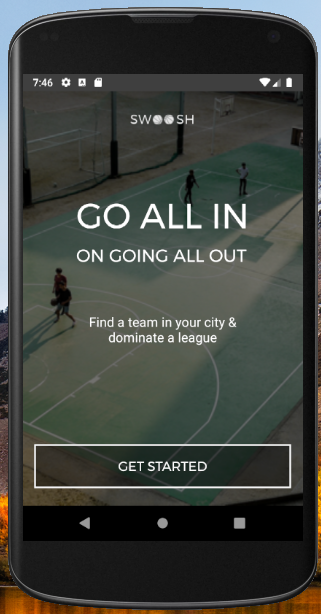 7:46
SWOOSH
GO ALL IN
ON GOING ALL OUT
Find a team in your city &
dominate a league
GET STARTED